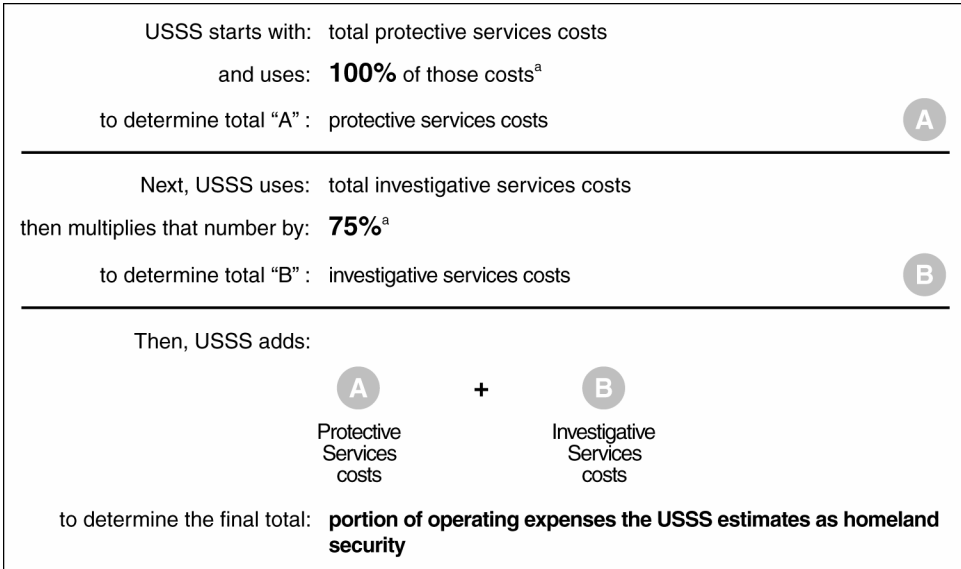 USSS starts with: total protective services costs
and uses: 100% of those costsa
to determine total “A” : protective services costs
A
Next, USSS uses: total investigative services costs
then multiplies that number by: 75%a
to determine total “B” : investigative services costs
B
Then, USSS adds:
A + B
Protective Investigative
Services Services
costs costs
to determine the final total: portion of operating expenses the USSS estimates as homeland
security